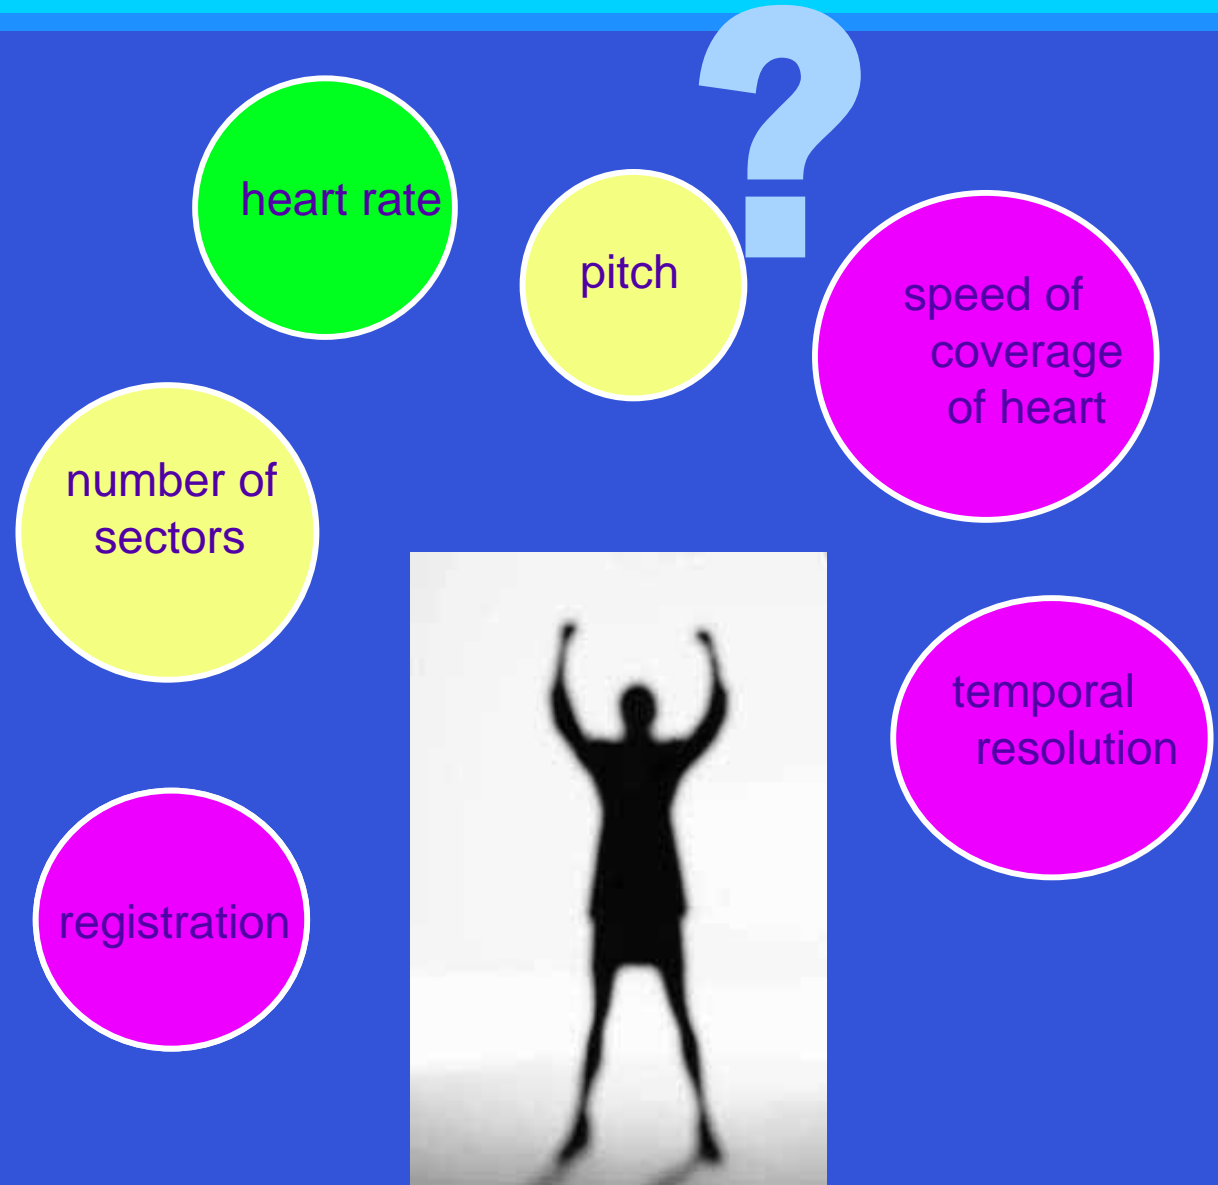 ?
heart rate
pitch
speed of
coverage
of heart
number of
sectors
temporal
resolution
registration